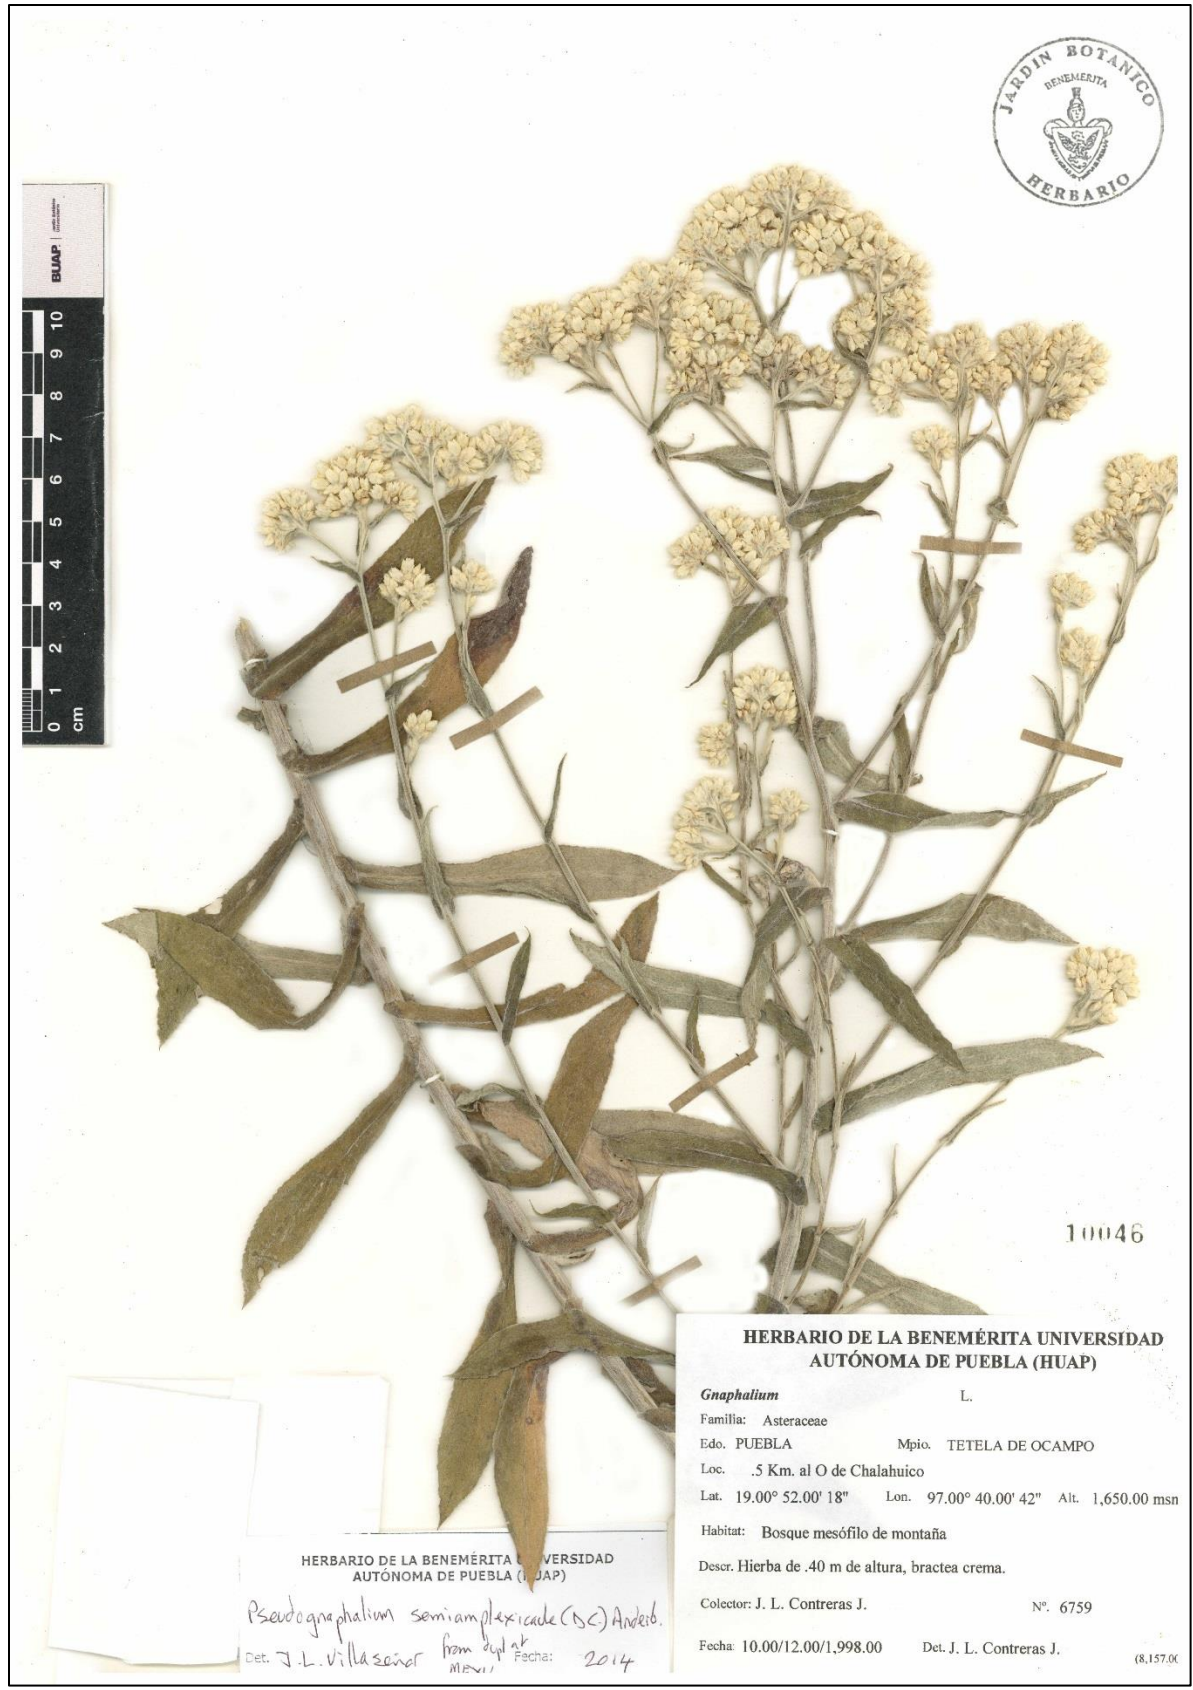 JARDIN BOTANICO
BENEMERITA
HERBARIO
BUAP
10
9
8
7
6
5
4
3
2
1
0
cm
10046
HERBARIO DE LA BENEMÉRITA UNIVERSIDAD
AUTÓNOMA DE PUEBLA (HUAP)
Gnaphalium L.
Familia: Asteraceae
Edo. PUEBLA Mpio. TETELA DE OCAMPO
Loc. .5 Km. al O de Chalahuico
Lat. 19.00° 52.00' 18" Lon. 97.00° 40.00' 42" Alt. 1,650.00 msn
Habitat: Bosque mesófilo de montaña
Descr. Hierba de .40 m de altura, bractea crema.
Colector: J. L. Contreras J. Nº. 6759
Fecha: 10.00/12.00/1,998.00 Det. J. L. Contreras J.
(8,157.00
HERBARIO DE LA BENEMÉRITA UNIVERSIDAD
AUTÓNOMA DE PUEBLA (HUAP)
Pseudognaphalium semiamplexicaule (DC.) Anderb.
Det. J.L. Villaseñor from dupl at MEXU Fecha: 2014